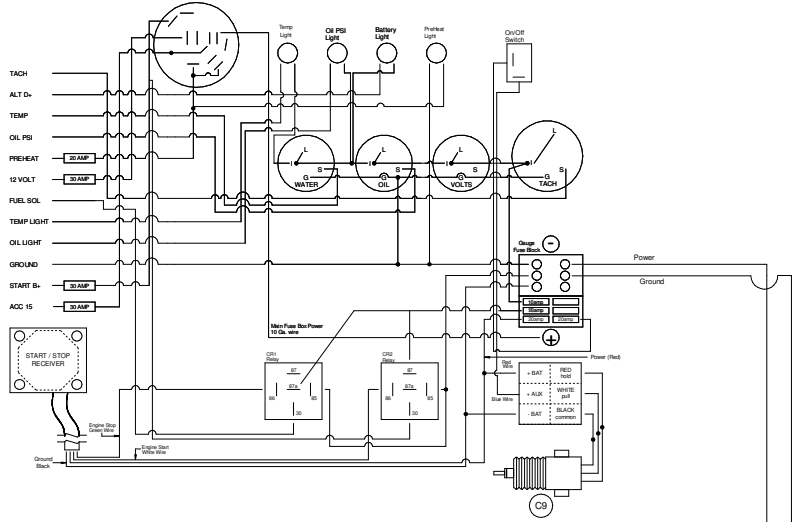 Temp
Light
Oil PSI
Light
Battery
Light
PreHeat
Light
On/Off
Switch
TACH
ALT D+
TEMP
OIL PSI
PREHEAT
20 AMP
12 VOLT
30 AMP
FUEL SOL
TEMP LIGHT
OIL LIGHT
GROUND
START B+
30 AMP
ACC 15
30 AMP
L
I
S
G
WATER
L
I
S
G
OIL
L
I
G
VOLTS
L
I
S
G
TACH
Gauge
Fuse Block
Power
Ground
10amp
30amp
20amp
20amp
Main Fuse Box Power
10 Ga. wire
START / STOP
RECEIVER
CR1
Relay
87
87a
86
85
30
CR2
Relay
87
87a
86
85
30
Power (Red)
Red
Wire
Blue Wire
+ BAT
RED
hold
+ AUX
WHITE
pull
- BAT
BLACK
common
Engine Stop
Green Wire
Engine Start
White Wire
Ground
Black
C9